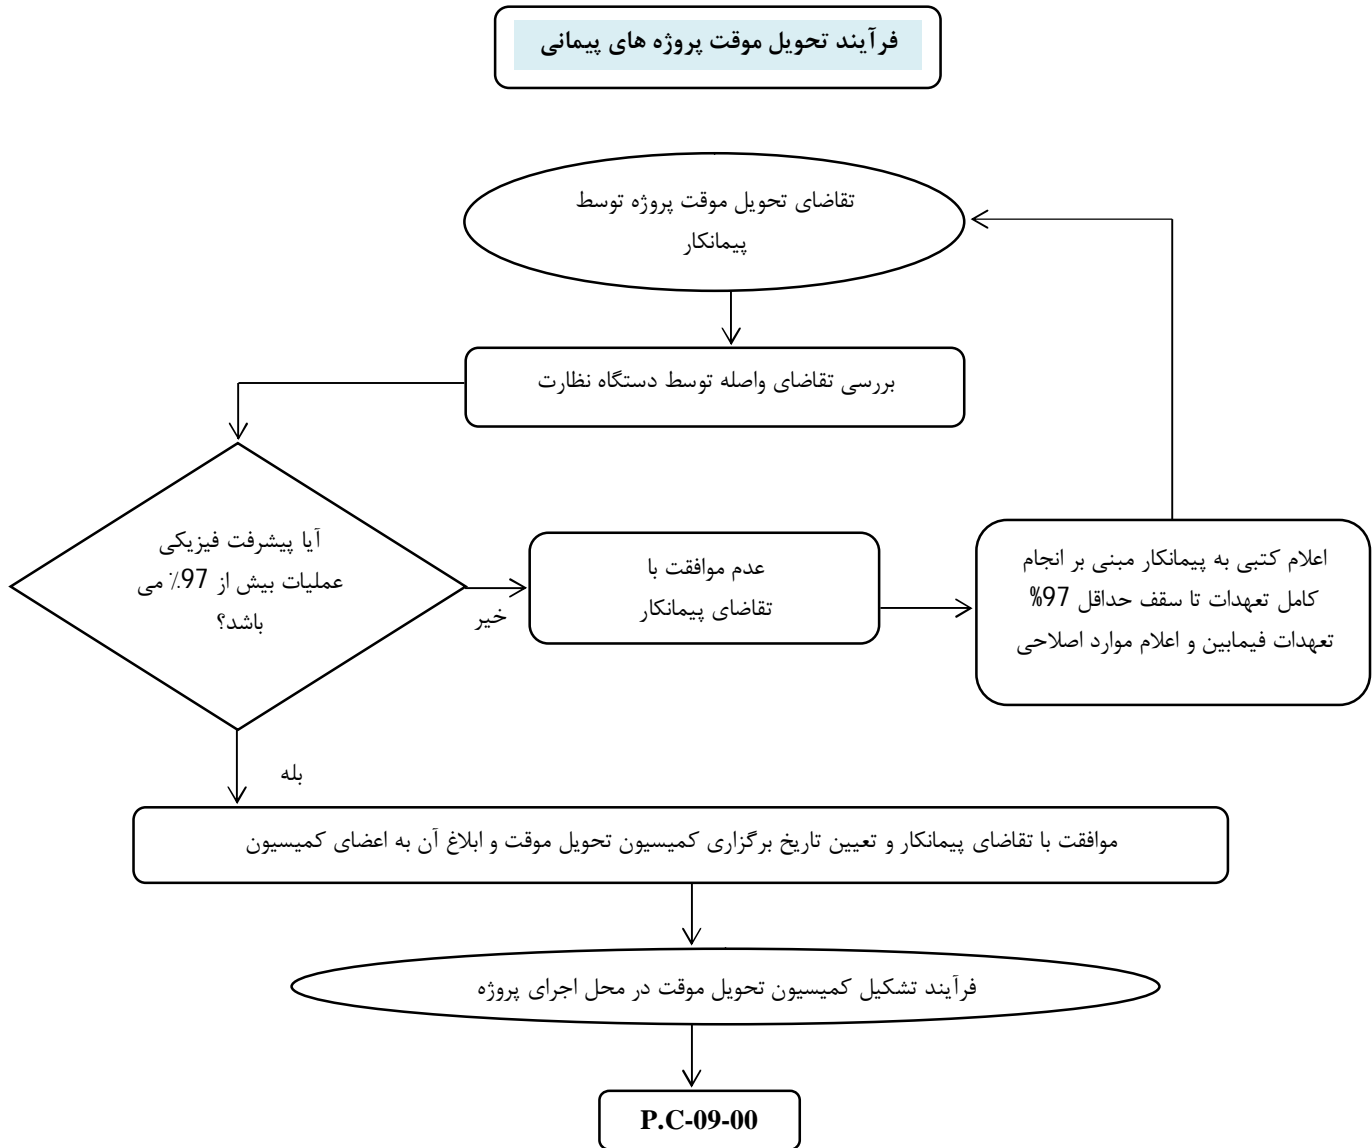 فرآیند تحویل موقت پروژه های پیمانی
تقاضای تحویل موقت پروژه توسط
پیمانکار
بررسی تقاضای واصله توسط دستگاه نظارت
آیا پیشرفت فیزیکی
عملیات بیش از 97٪ می
باشد؟
خیر
عدم موافقت با
تقاضای پیمانکار
اعلام کتبی به پیمانکار مبنی بر انجام
کامل تعهدات تا سقف حداقل 97%
تعهدات فیمابین و اعلام موارد اصلاحی
بله
موافقت با تقاضای پیمانکار و تعیین تاریخ برگزاری کمیسیون تحویل موقت و ابلاغ آن به اعضای کمیسیون
فرآیند تشکیل کمیسیون تحویل موقت در محل اجرای پروژه
P.C-09-00